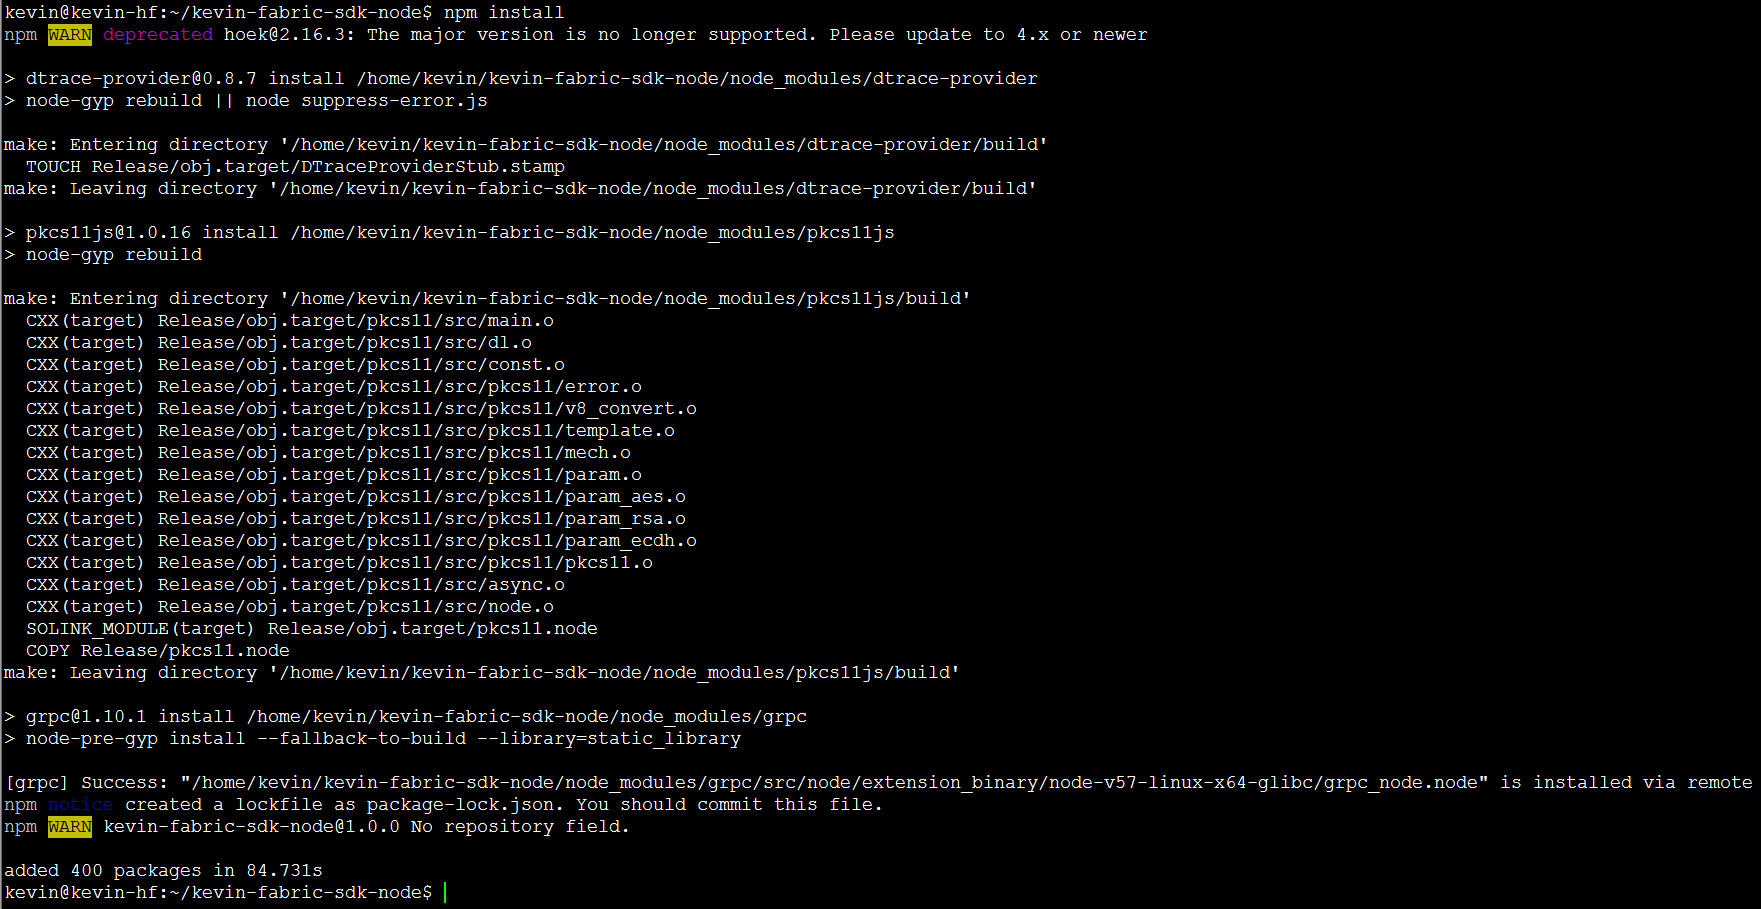 kevin@kevin-hf:~/kevin-fabric-sdk-node$ npm install
npm WARN deprecated hoek@2.16.3: The major version is no longer supported. Please update to 4.x or newer
> dtrace-provider@0.8.7 install /home/kevin/kevin-fabric-sdk-node/node_modules/dtrace-provider
> node-gyp rebuild || node suppress-error.js
make: Entering directory '/home/kevin/kevin-fabric-sdk-node/node_modules/dtrace-provider/build'
  TOUCH Release/obj.target/DTraceProviderStub.stamp
make: Leaving directory '/home/kevin/kevin-fabric-sdk-node/node_modules/dtrace-provider/build'
> pkcs11js@1.0.16 install /home/kevin/kevin-fabric-sdk-node/node_modules/pkcs11js
> node-gyp rebuild
make: Entering directory '/home/kevin/kevin-fabric-sdk-node/node_modules/pkcs11js/build'
  CXX(target) Release/obj.target/pkcs11/src/main.o
  CXX(target) Release/obj.target/pkcs11/src/dl.o
  CXX(target) Release/obj.target/pkcs11/src/const.o
  CXX(target) Release/obj.target/pkcs11/src/pkcs11/error.o
  CXX(target) Release/obj.target/pkcs11/src/pkcs11/v8_convert.o
  CXX(target) Release/obj.target/pkcs11/src/pkcs11/template.o
  CXX(target) Release/obj.target/pkcs11/src/pkcs11/mech.o
  CXX(target) Release/obj.target/pkcs11/src/pkcs11/param.o
  CXX(target) Release/obj.target/pkcs11/src/pkcs11/param_aes.o
  CXX(target) Release/obj.target/pkcs11/src/pkcs11/param_rsa.o
  CXX(target) Release/obj.target/pkcs11/src/pkcs11/param_ecdh.o
  CXX(target) Release/obj.target/pkcs11/src/pkcs11/pkcs11.o
  CXX(target) Release/obj.target/pkcs11/src/async.o
  CXX(target) Release/obj.target/pkcs11/src/node.o
  SOLINK_MODULE(target) Release/obj.target/pkcs11.node
  COPY Release/pkcs11.node
make: Leaving directory '/home/kevin/kevin-fabric-sdk-node/node_modules/pkcs11js/build'
> grpc@1.10.1 install /home/kevin/kevin-fabric-sdk-node/node_modules/grpc
> node-pre-gyp install --fallback-to-build --library=static_library
[grpc] Success: "/home/kevin/kevin-fabric-sdk-node/node_modules/grpc/src/node/extension_binary/node-v57-linux-x64-glibc/grpc_node.node" is installed via remote
npm notice created a lockfile as package-lock.json. You should commit this file.
npm WARN kevin-fabric-sdk-node@1.0.0 No repository field.
added 400 packages in 84.731s
kevin@kevin-hf:~/kevin-fabric-sdk-node$